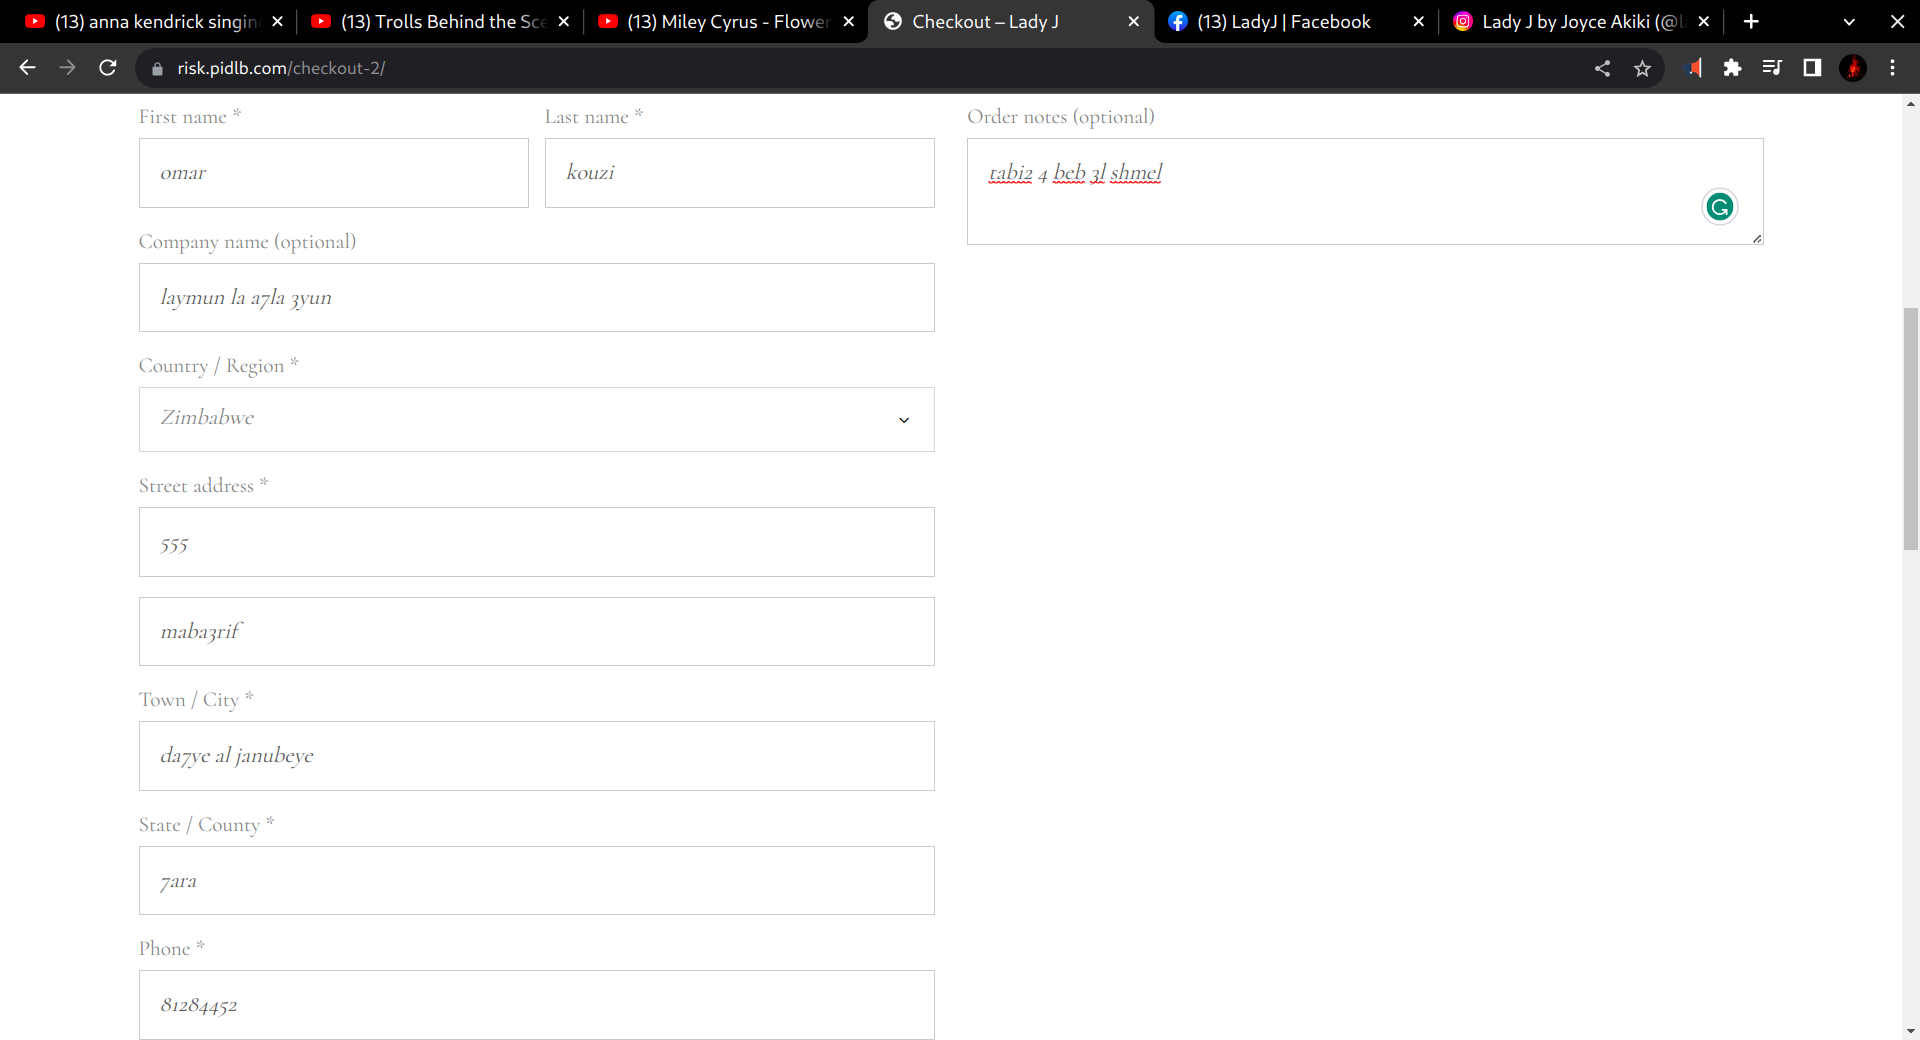 (13) anna kendrick singin
(13) Trolls Behind the Sce
(13) Miley Cyrus - Flower
Checkout – Lady J
(13) LadyJ | Facebook
Lady J by Joyce Akiki (@l
risk.pidlb.com/checkout-2/
First name *
Last name *
Order notes (optional)
omar
kouzi
tabi2 4 beb 3l shmel
Company name (optional)
laymun la a7la 3yun
Country / Region *
Zimbabwe
Street address *
555
maba3rif
Town / City *
da7ye al janubeye
State / County *
7ara
Phone *
81284452